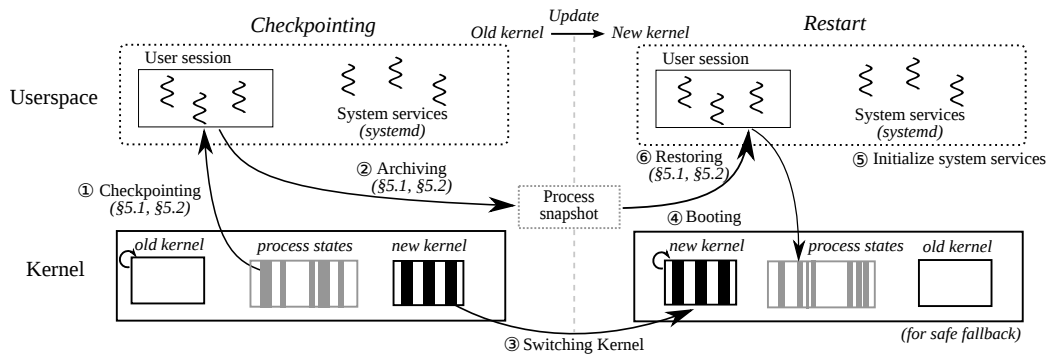 Checkpointing
Update
Old kernel
New kernel
Restart
Userspace
User session
System services
(systemd)
User session
System services
(systemd)
① Checkpointing
(§5.1, §5.2)
② Archiving
(§5.1, §5.2)
Process
snapshot
⑥ Restoring
(§5.1, §5.2)
⑤ Initialize system services
④ Booting
Kernel
old kernel
process states
new kernel
new kernel
process states
old kernel
③ Switching Kernel
(for safe fallback)